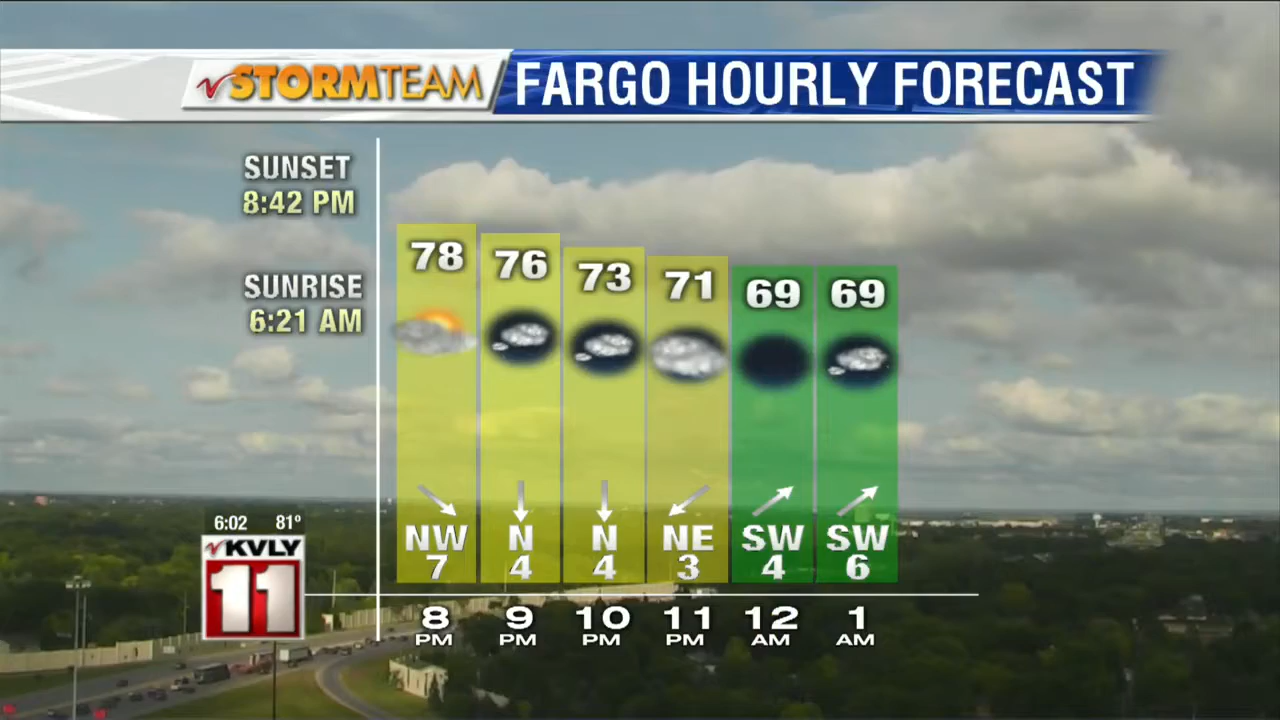 STORMTEAM FARGO HOURLY FORECAST
SUNSET
8:42 PM
SUNRISE
6:21 AM
78 76 73 71 69 69
NW N N NE SW SW
7 4 4 3 4 6
8 9 10 11 12 1
PM PM PM PM AM AM
6:02 81°
KVLY
11